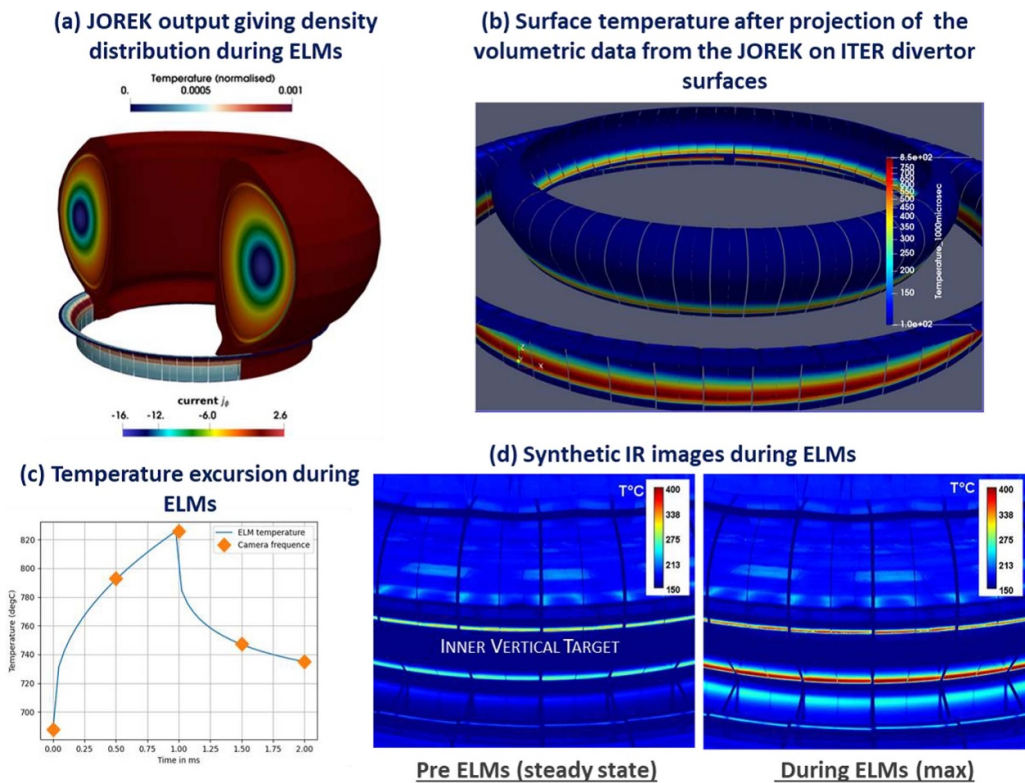 (a) JOREK output giving density
distribution during ELMs
Temperature (normalised)
0. 0.0005 0.001
current jϕ
-16. -12. -6.0 2.6
(b) Surface temperature after projection of the
volumetric data from the JOREK on ITER divertor
surfaces
8.5e+02
750
650
600
550
500
450
400
350
300
250
200
150
1.0e+02
Temperature_1000microsec
Z
X
(c) Temperature excursion during
ELMs
ELM temperature
Camera frequence
820
800
780
760
740
720
700
Temperature (degC)
0.00 0.25 0.50 0.75 1.00 1.25 1.50 1.75 2.00
Time in ms
(d) Synthetic IR images during ELMs
T°C
400
338
275
213
150
INNER VERTICAL TARGET
Pre ELMs (steady state)
T°C
400
338
275
213
150
During ELMs (max)